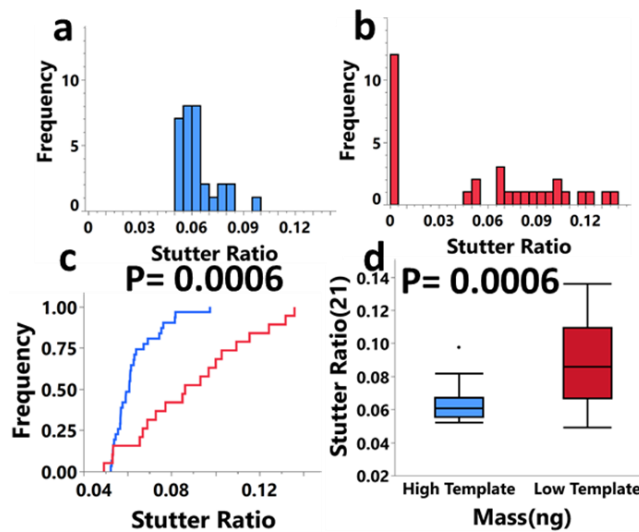 a
Frequency
10
5
0
0 0.03 0.06 0.09 0.12
Stutter Ratio
b
Frequency
10
5
0
0 0.03 0.06 0.09 0.12
Stutter Ratio
c
P= 0.0006
Frequency
1.00
0.75
0.50
0.25
0.00
0.04 0.08 0.12
Stutter Ratio
d
P= 0.0006
Stutter Ratio(21)
0.14
0.12
0.10
0.08
0.06
0.04
0.02
High Template Low Template
Mass(ng)